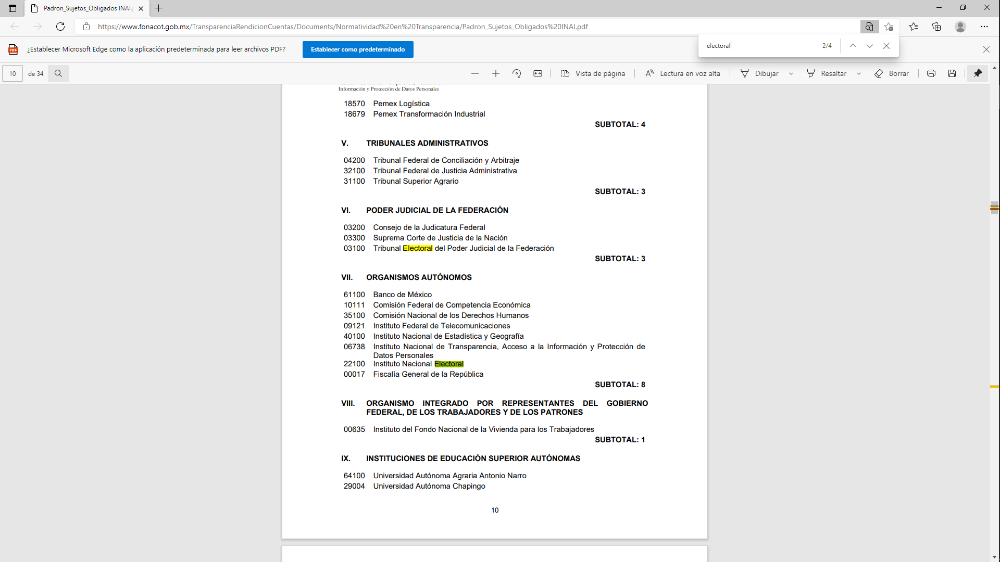 Padron_Sujetos_Obligados INAI.p
https://www.fonacot.gob.mx/TransparenciaRendicionCuentas/Documents/Normatividad%20en%20Transparencia/Padron_Sujetos_Obligados%20INAI.pdf
¿Establecer Microsoft Edge como la aplicación predeterminada para leer archivos PDF?
Establecer como predeterminado
electoral
2/4
10
de 34
Vista de página
Lectura en voz alta
Dibujar
Resaltar
Borrar
Información y Protección de Datos Personales
18570 Pemex Logística
18679 Pemex Transformación Industrial
SUBTOTAL: 4
V. TRIBUNALES ADMINISTRATIVOS
04200 Tribunal Federal de Conciliación y Arbitraje
32100 Tribunal Federal de Justicia Administrativa
31100 Tribunal Superior Agrario
SUBTOTAL: 3
VI. PODER JUDICIAL DE LA FEDERACIÓN
03200 Consejo de la Judicatura Federal
03300 Suprema Corte de Justicia de la Nación
03100 Tribunal Electoral del Poder Judicial de la Federación
SUBTOTAL: 3
VII. ORGANISMOS AUTÓNOMOS
61100 Banco de México
10111 Comisión Federal de Competencia Económica
35100 Comisión Nacional de los Derechos Humanos
09121 Instituto Federal de Telecomunicaciones
40100 Instituto Nacional de Estadística y Geografía
06738 Instituto Nacional de Transparencia, Acceso a la Información y Protección de
Datos Personales
22100 Instituto Nacional Electoral
00017 Fiscalía General de la República
SUBTOTAL: 8
VIII. ORGANISMO INTEGRADO POR REPRESENTANTES DEL GOBIERNO
FEDERAL, DE LOS TRABAJADORES Y DE LOS PATRONES
00635 Instituto del Fondo Nacional de la Vivienda para los Trabajadores
SUBTOTAL: 1
IX. INSTITUCIONES DE EDUCACIÓN SUPERIOR AUTÓNOMAS
64100 Universidad Autónoma Agraria Antonio Narro
29004 Universidad Autónoma Chapingo
10